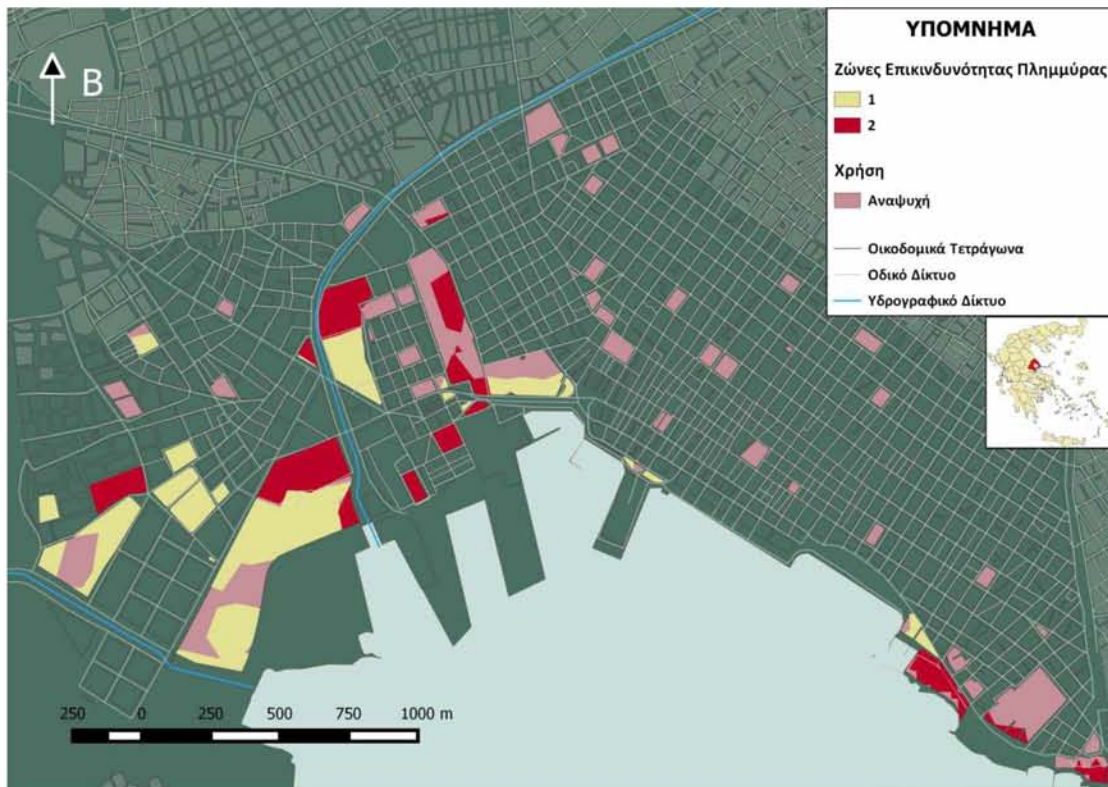 ΥΠΟΜΝΗΜΑ
Ζώνες Επικινδυνότητας Πλημμύρας
1
2
Χρήση
Αναψυχή
Οικοδομικά Τετράγωνα
Οδικό Δίκτυο
Υδρογραφικό Δίκτυο
Β
250 0 250 500 750 1000 m